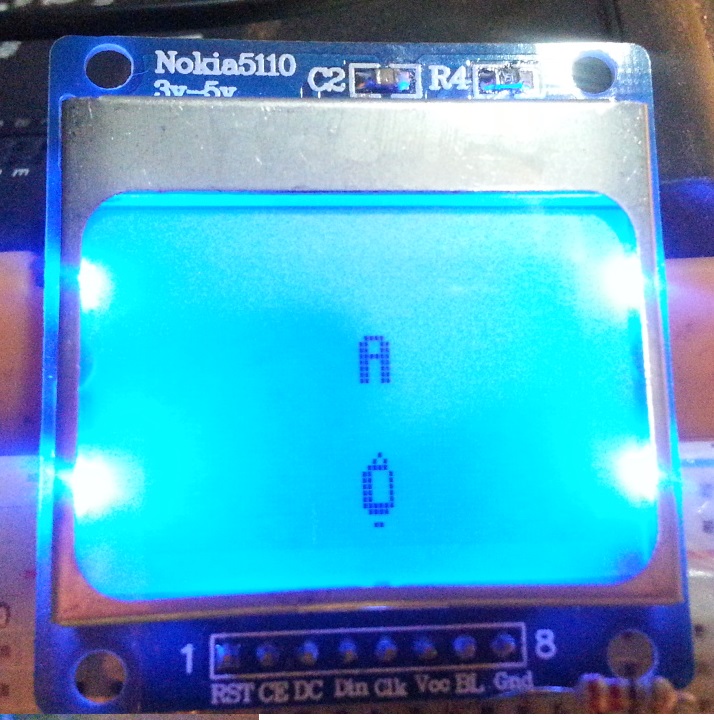 Nokia5110
3v-5v
C2 R4
A
Ọ́
1 8
RST CE DC Din Clk Vcc BL Gnd